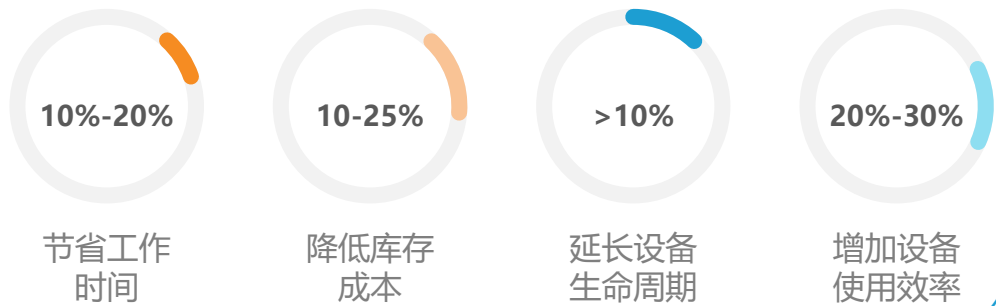 10%-20%
10-25%
>10%
20%-30%
节省工作
时间
降低库存
成本
延长设备
生命周期
增加设备
使用效率